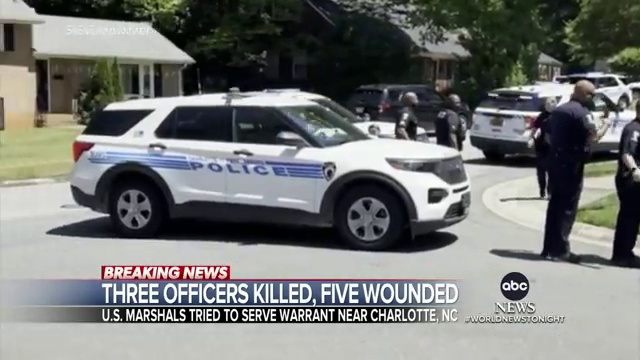 POLICE
BREAKING NEWS
THREE OFFICERS KILLED, FIVE WOUNDED
U.S. MARSHALS TRIED TO SERVE WARRANT NEAR CHARLOTTE, NC
abc
NEWS
#WORLDNEWSTONIGHT